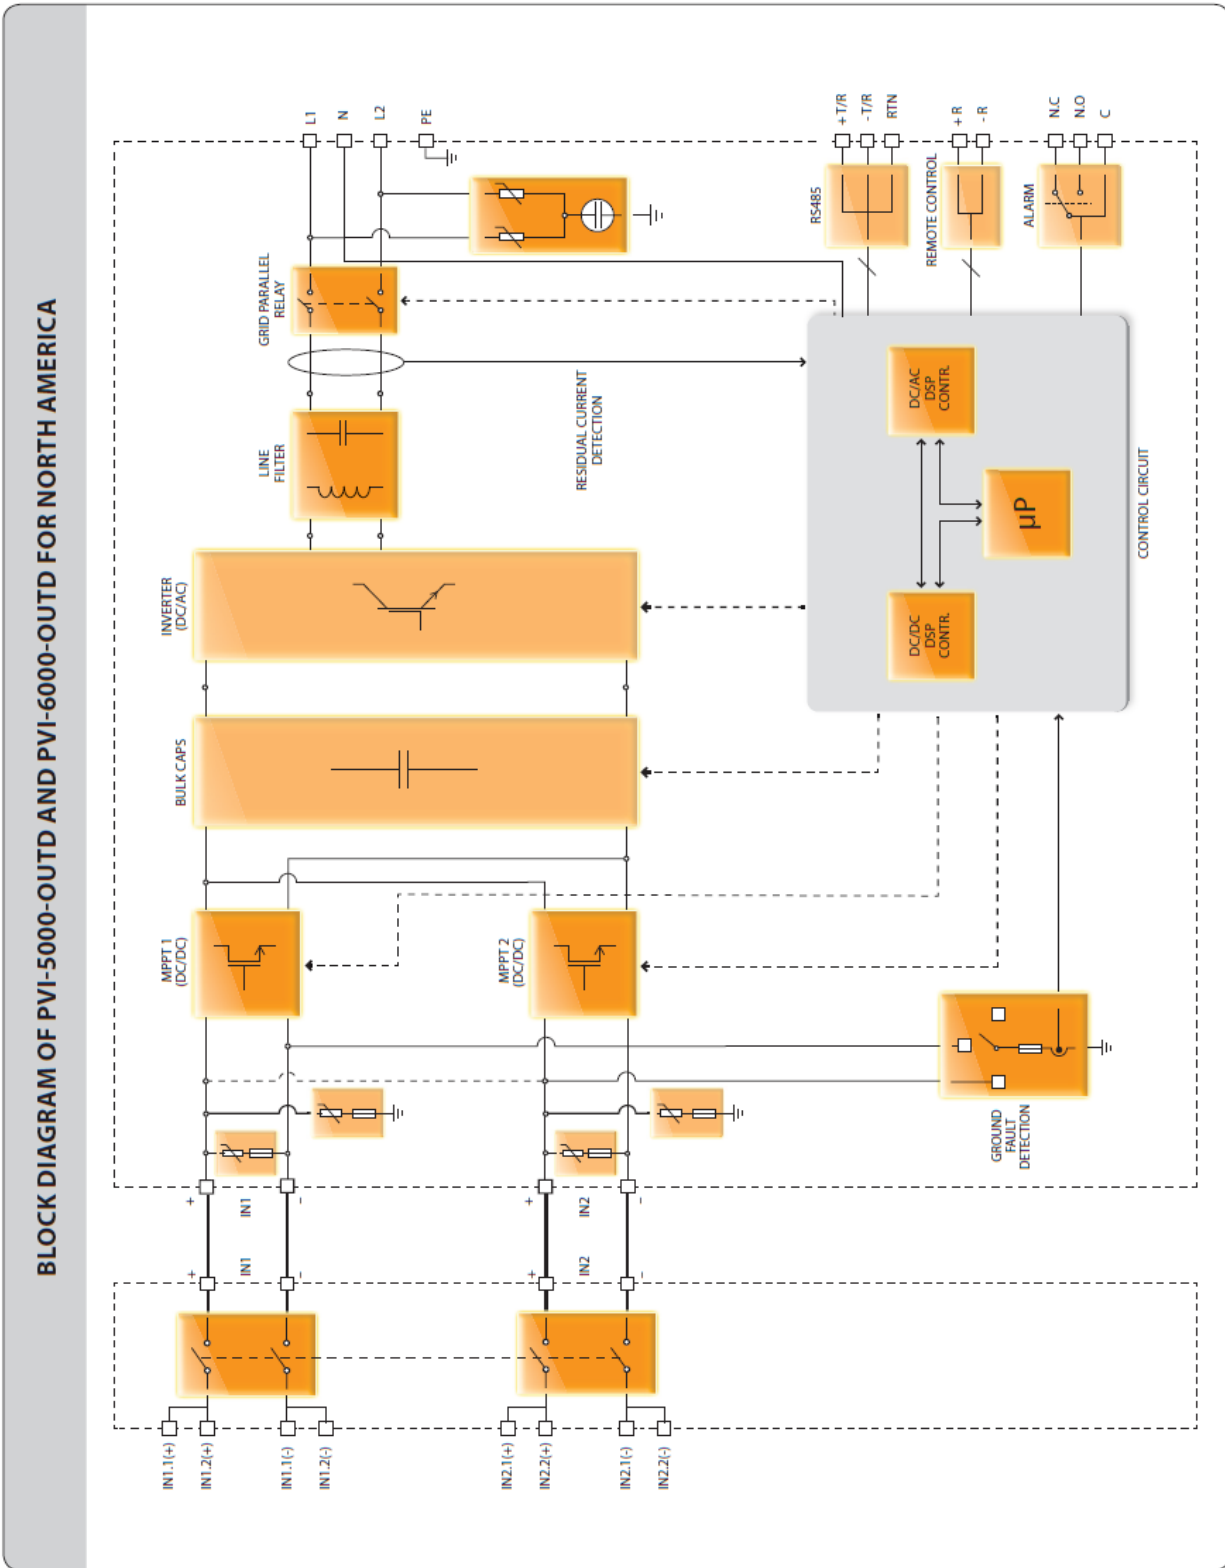 BLOCK DIAGRAM OF PVI-5000-OUTD AND PVI-6000-OUTD FOR NORTH AMERICA
IN1.1(+)
IN1.2(+)
IN1.1(-)
IN1.2(-)
IN2.1(+)
IN2.2(+)
IN2.1(-)
IN2.2(-)
+
IN1
–
+
IN2
–
+
IN1
–
+
IN2
–
MPPT 1
(DC/DC)
MPPT 2
(DC/DC)
GROUND
FAULT
DETECTION
BULK CAPS
INVERTER
(DC/AC)
LINE
FILTER
GRID PARALLEL
RELAY
RESIDUAL CURRENT
DETECTION
DC/DC
DSP
CONTR.
µP
DC/AC
DSP
CONTR.
CONTROL CIRCUIT
RS485
REMOTE CONTROL
ALARM
L1
N
L2
PE
+ T/R
- T/R
RTN
+ R
- R
N.C
N.O
C